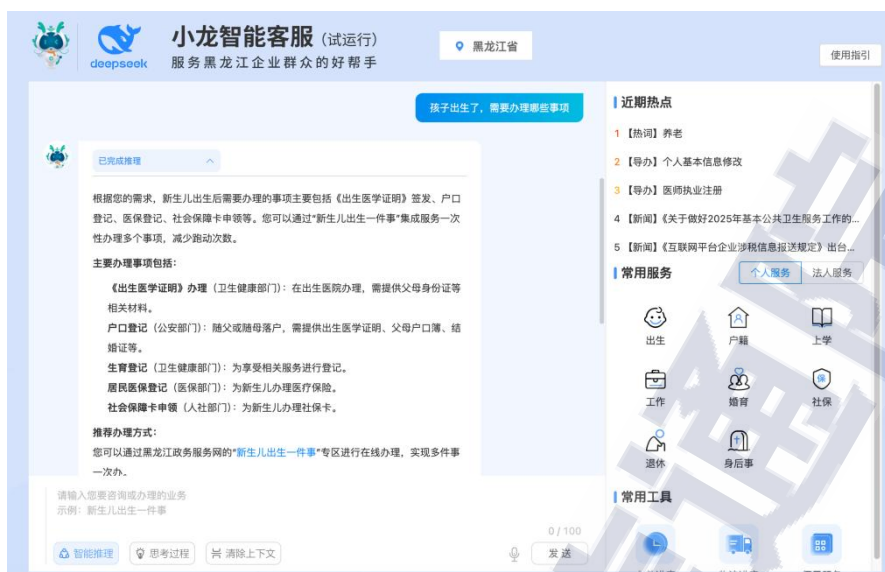 deepseek
小龙智能客服（试运行）
服务黑龙江企业群众的好帮手
黑龙江省
使用指引
孩子出生了，需要办理哪些事项
已完成推理
根据您的需求，新生儿出生后需要办理的事项主要包括《出生医学证明》签发、户口
登记、医保登记、社会保障卡申领等。您可以通过"新生儿出生一件事"集成服务一次
性办理多个事项，减少跑动次数。
主要办理事项包括：
《出生医学证明》办理（卫生健康部门）：在出生医院办理，需提供父母身份证等
相关材料。
户口登记（公安部门）：随父或随母落户，需提供出生医学证明、父母户口簿、结
婚证等。
生育登记（卫生健康部门）：为享受相关服务进行登记。
居民医保登记（医保部门）：为新生儿办理医疗保险。
社会保障卡申领（人社部门）：为新生儿办理社保卡。
推荐办理方式：
您可以通过黑龙江政务服务网的"新生儿出生一件事"专区进行在线办理，实现多件事
一次办。
请输入您要咨询或办理的业务
示例：新生儿出生一件事
0 / 100
智能推理
思考过程
清除上下文
发送
近期热点
1 【热词】养老
2 【导办】个人基本信息修改
3 【导办】医师执业注册
4 【新闻】《关于做好2025年基本公共卫生服务工作的...
5 【新闻】《互联网平台企业涉税信息报送规定》出台...
常用服务
个人服务 法人服务
出生 户籍 上学
工作 婚育 社保
退休 身后事
常用工具